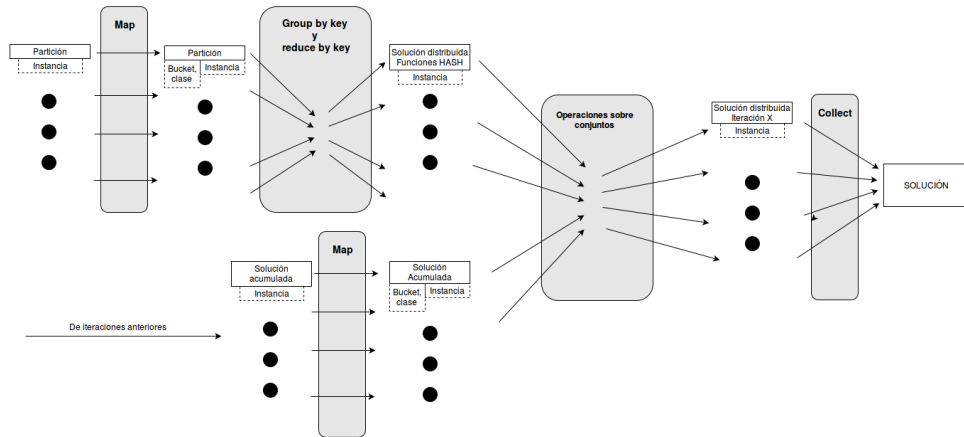 Map
Partición
Instancia
Partición
Bucket,
clase
Instancia
Group by key
y
reduce by key
Solución distribuida
Funciones HASH
Instancia
Operaciones sobre
conjuntos
Solución distribuida
Iteración X
Instancia
Collect
SOLUCIÓN
De iteraciones anteriores
Solución
acumulada
Instancia
Map
Solución
Acumulada
Bucket,
clase
Instancia